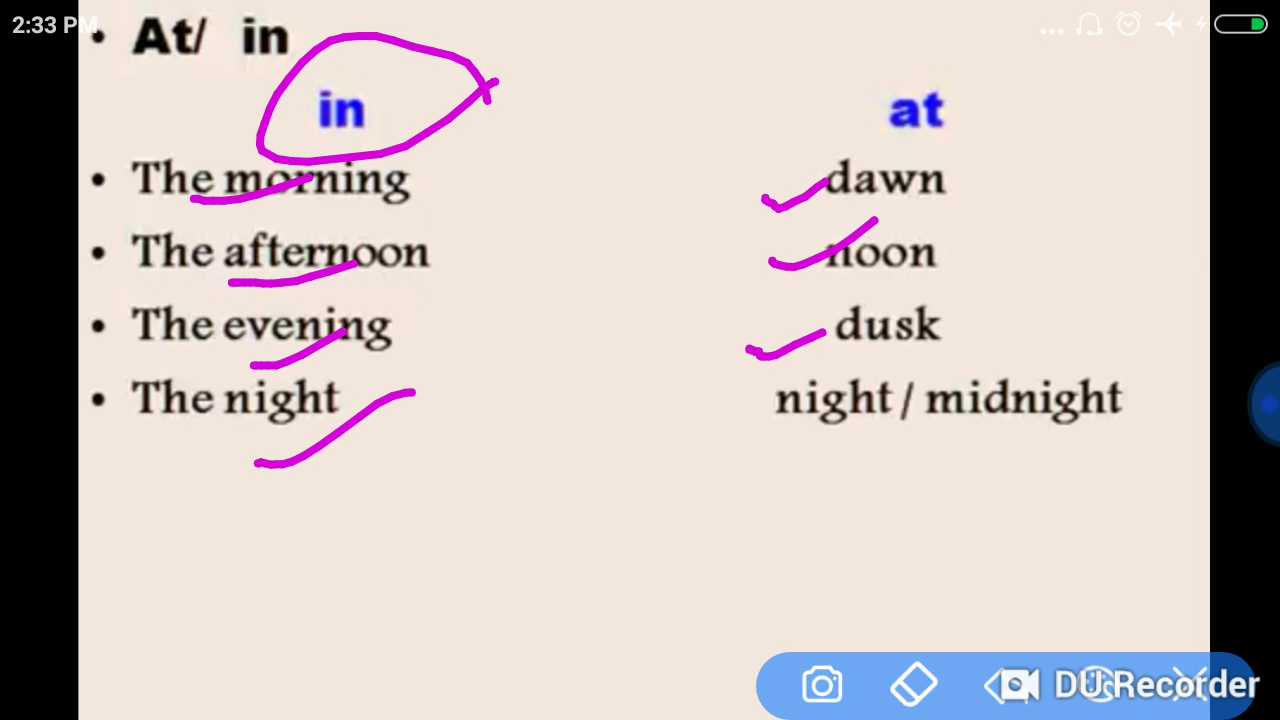 2:33 PM
• At/ in
in at
• The morning dawn
• The afternoon noon
• The evening dusk
• The night night / midnight
DU Recorder